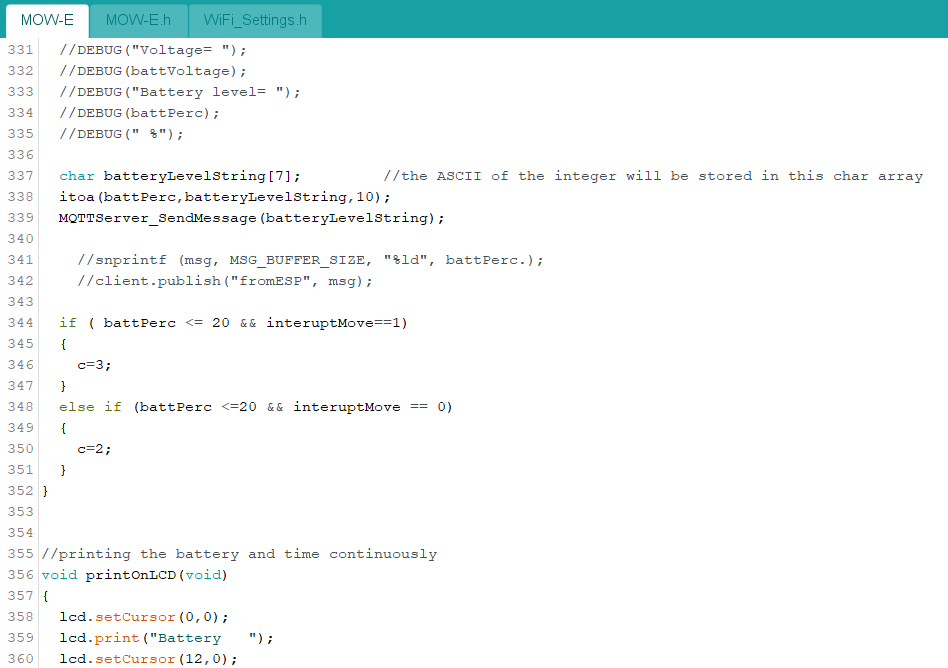 MOW-E MOW-E.h WiFi_Settings.h
331 //DEBUG("Voltage= ");
332 //DEBUG(battVoltage);
333 //DEBUG("Battery level= ");
334 //DEBUG(battPerc);
335 //DEBUG(" %");
336
337 char batteryLevelString[7]; //the ASCII of the integer will be stored in this char array
338 itoa(battPerc,batteryLevelString,10);
339 MQTTServer_SendMessage(batteryLevelString);
340
341 //snprintf (msg, MSG_BUFFER_SIZE, "%ld", battPerc.);
342 //client.publish("fromESP", msg);
343
344 if ( battPerc <= 20 && interuptMove==1)
345 {
346 c=3;
347 }
348 else if (battPerc <=20 && interuptMove == 0)
349 {
350 c=2;
351 }
352 }
353
354
355 //printing the battery and time continuously
356 void printOnLCD(void)
357 {
358 lcd.setCursor(0,0);
359 lcd.print("Battery   ");
360 lcd.setCursor(12,0);